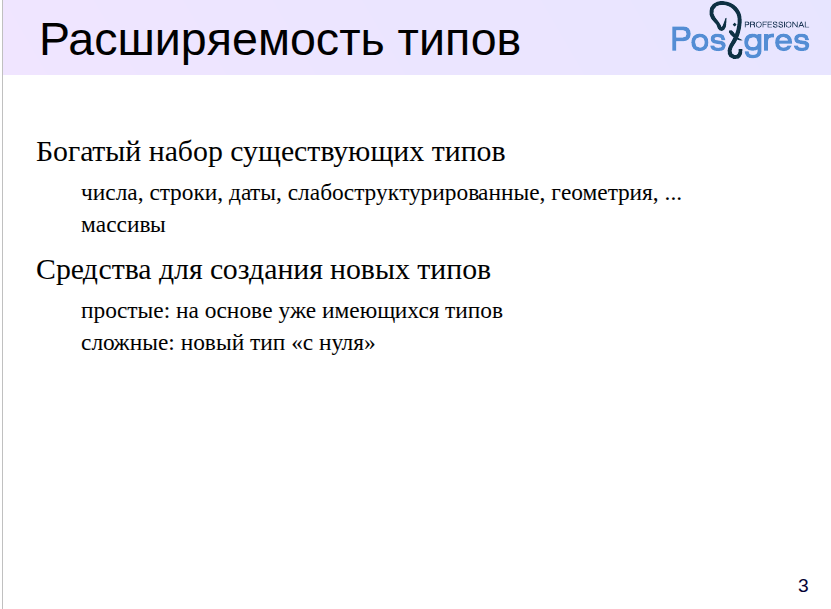 Расширяемость типов
PROFESSIONAL
Postgres
Богатый набор существующих типов
числа, строки, даты, слабоструктурированные, геометрия, ...
массивы
Средства для создания новых типов
простые: на основе уже имеющихся типов
сложные: новый тип «с нуля»
3